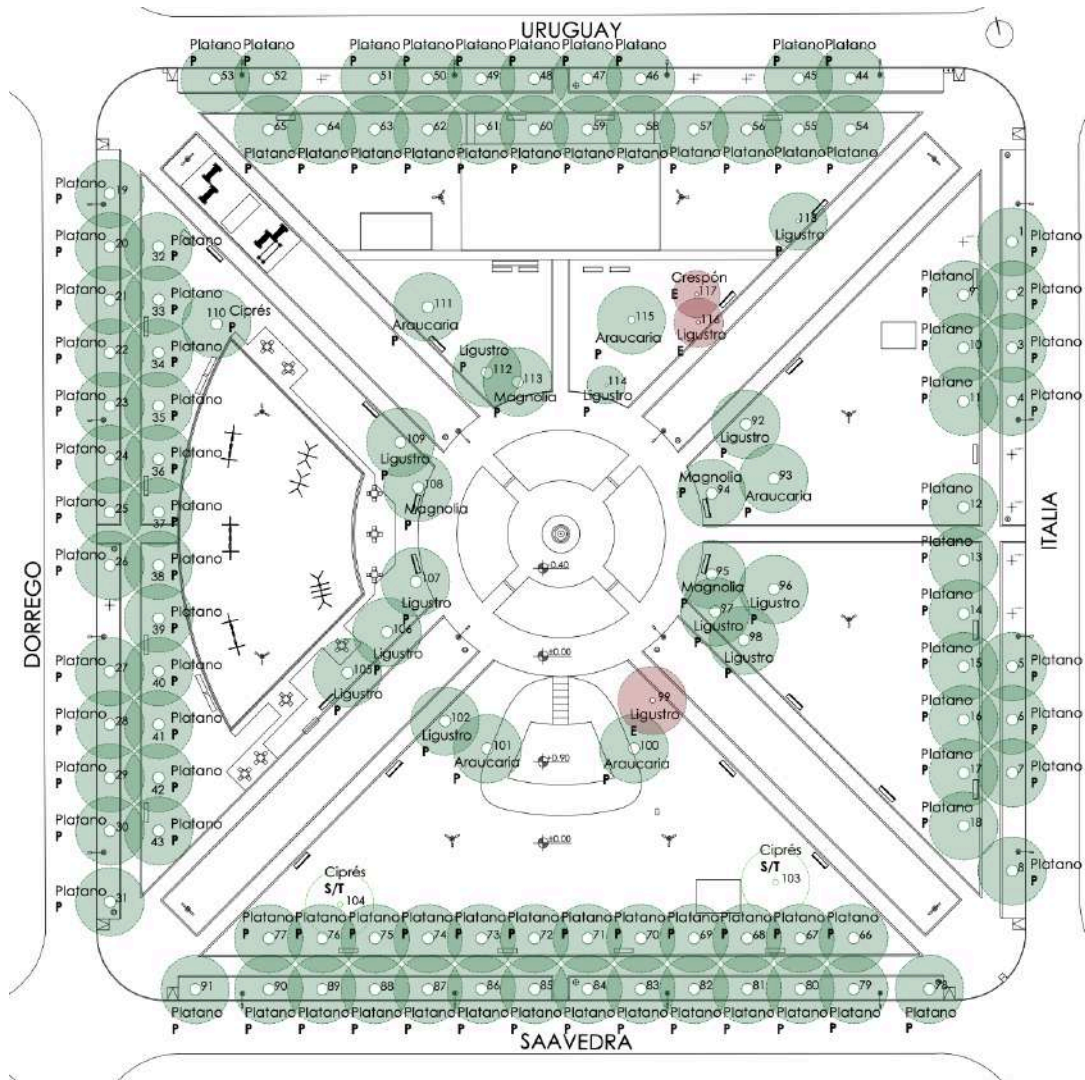 URUGUAY
Platano Platano Platano Platano Platano Platano Platano Platano Platano Platano
P P P P P P P P P P
53 52 51 50 49 48 47 46 45 44
65 64 63 62 61 60 59 58 57 56 55 54
Platano Platano Platano Platano Platano Platano Platano Platano Platano Platano Platano Platano
P P P P P P P P P P P P
Platano
P
19
20
Platano
P
32
21
Platano
P
33
110 Ciprés
P
22
Platano
P
34
23
Platano
P
35
24
Platano
P
36
25
Platano
P
37
26
Platano
P
38
Platano
P
39
27
Platano
P
40
28
Platano
P
41
29
Platano
P
42
30
Platano
P
43
31
Platano
P
Platano
P
Platano
P
Platano
P
Platano
P
Platano
P
Platano
P
Platano
P
Platano
P
Platano
P
Platano
P
Platano
P
DORREGO
118
Ligustro
P
Crespón
E
117
116
Ligustro
E
111
Araucaria
P
115
Araucaria
P
Ligustro
P
112
113
Magnolia
P
114
Ligustro
P
109
Ligustro
P
108
Magnolia
P
92
Ligustro
P
93
Araucaria
P
Magnolia
P
94
-0.40
107
Ligustro
P
106
Ligustro
P
105
Ligustro
P
95
Magnolia
P
96
Ligustro
P
97
Ligustro
P
98
Ligustro
P
±0.00
99
Ligustro
E
102
Ligustro
P
101
Araucaria
P
100
Araucaria
P
+0.90
±0.00
Ciprés
S/T
104
Ciprés
S/T
103
1
Platano
P
Platano
P
9
2
Platano
P
Platano
P
10
3
Platano
P
Platano
P
11
4
Platano
P
Platano
P
12
ITALIA
Platano
P
13
Platano
P
14
Platano
P
15
5
Platano
P
Platano
P
16
6
Platano
P
Platano
P
17
7
Platano
P
Platano
P
18
8
Platano
P
Platano Platano Platano Platano Platano Platano Platano Platano Platano Platano Platano Platano
P P P P P P P P P P P P
77 76 75 74 73 72 71 70 69 68 67 66
91 90 89 88 87 86 85 84 83 82 81 80 79 78
Platano Platano Platano Platano Platano Platano Platano Platano Platano Platano Platano Platano Platano Platano
P P P P P P P P P P P P P P
SAAVEDRA